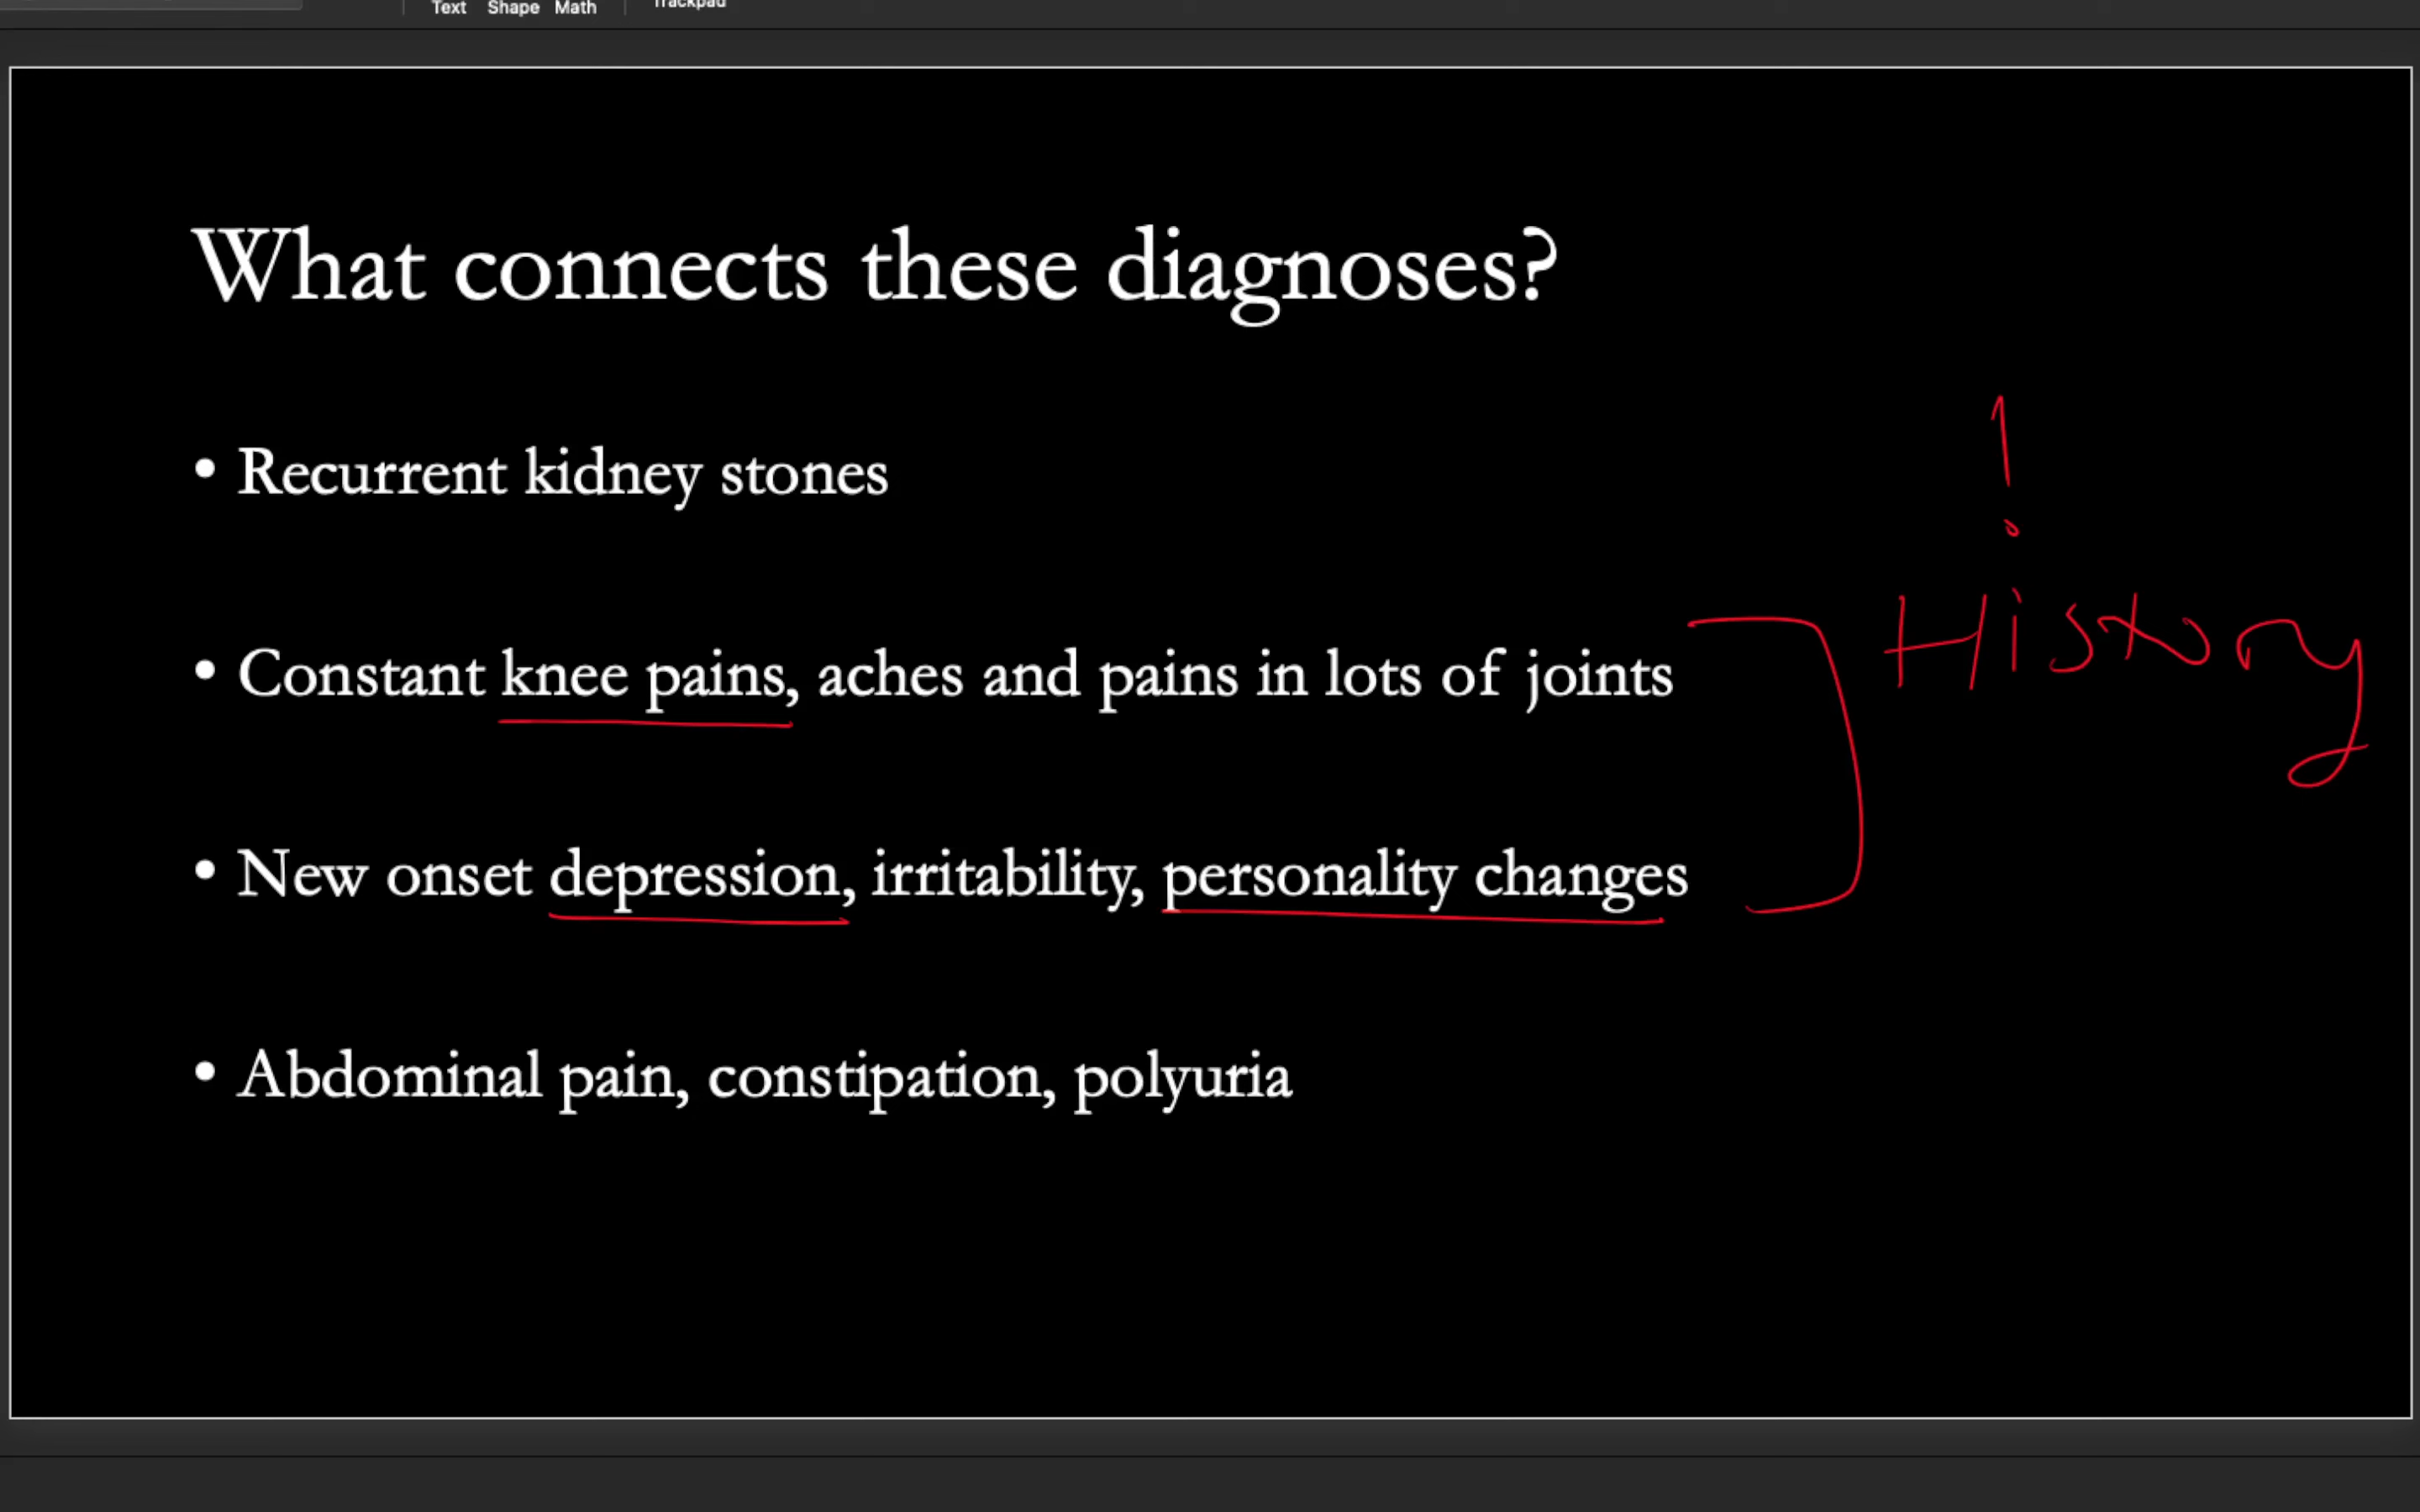 Text Shape Math Trackpad
What connects these diagnoses?
• Recurrent kidney stones
!
• Constant knee pains, aches and pains in lots of joints
History
• New onset depression, irritability, personality changes
• Abdominal pain, constipation, polyuria